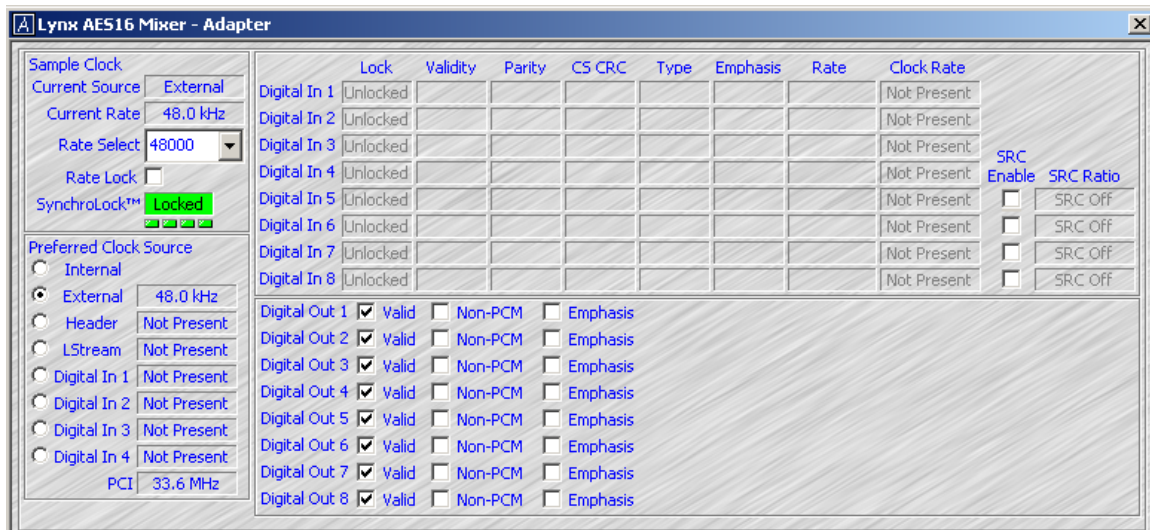 Lynx AES16 Mixer - Adapter
Sample Clock
Current Source External
Current Rate 48.0 kHz
Rate Select 48000
Rate Lock
SynchroLock™ Locked
Preferred Clock Source
Internal
External 48.0 kHz
Header Not Present
LStream Not Present
Digital In 1 Not Present
Digital In 2 Not Present
Digital In 3 Not Present
Digital In 4 Not Present
PCI 33.6 MHz
Lock Validity Parity CS CRC Type Emphasis Rate Clock Rate
SRC Enable SRC Ratio
Digital In 1 Unlocked Not Present
Digital In 2 Unlocked Not Present
Digital In 3 Unlocked Not Present
Digital In 4 Unlocked Not Present
Digital In 5 Unlocked Not Present SRC Off
Digital In 6 Unlocked Not Present SRC Off
Digital In 7 Unlocked Not Present SRC Off
Digital In 8 Unlocked Not Present SRC Off
Digital Out 1 Valid Non-PCM Emphasis
Digital Out 2 Valid Non-PCM Emphasis
Digital Out 3 Valid Non-PCM Emphasis
Digital Out 4 Valid Non-PCM Emphasis
Digital Out 5 Valid Non-PCM Emphasis
Digital Out 6 Valid Non-PCM Emphasis
Digital Out 7 Valid Non-PCM Emphasis
Digital Out 8 Valid Non-PCM Emphasis